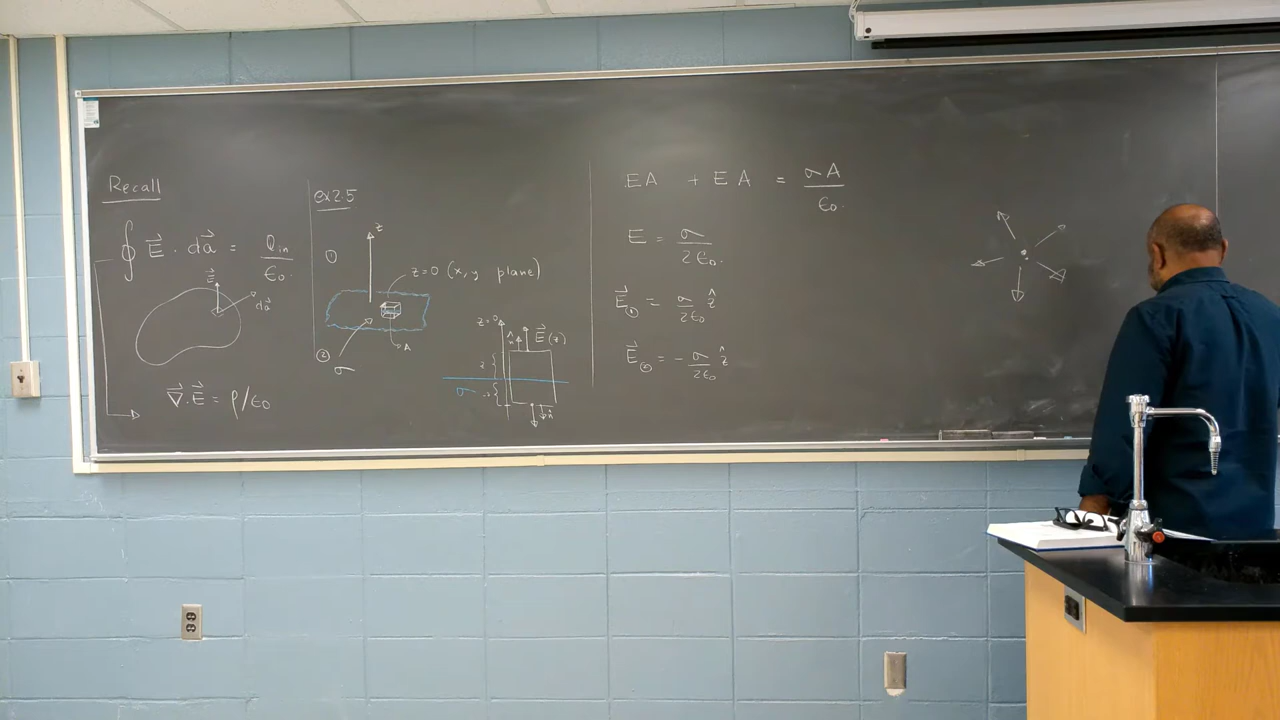 Recall
∮ E⃗ · da⃗ = Qin / ϵ0
E⃗
da⃗
∇⃗.E⃗ = ρ/ϵ0
ex2.5
①
z
z=0 (x, y plane)
A
②
σ
z=0
n̂
E⃗(z)
z
σ
-z
n̂
EA + EA = σA / ϵ0.
E = σ / 2ϵ0.
E⃗① = σ / 2ϵ0 ẑ
E⃗② = - σ / 2ϵ0 ẑ